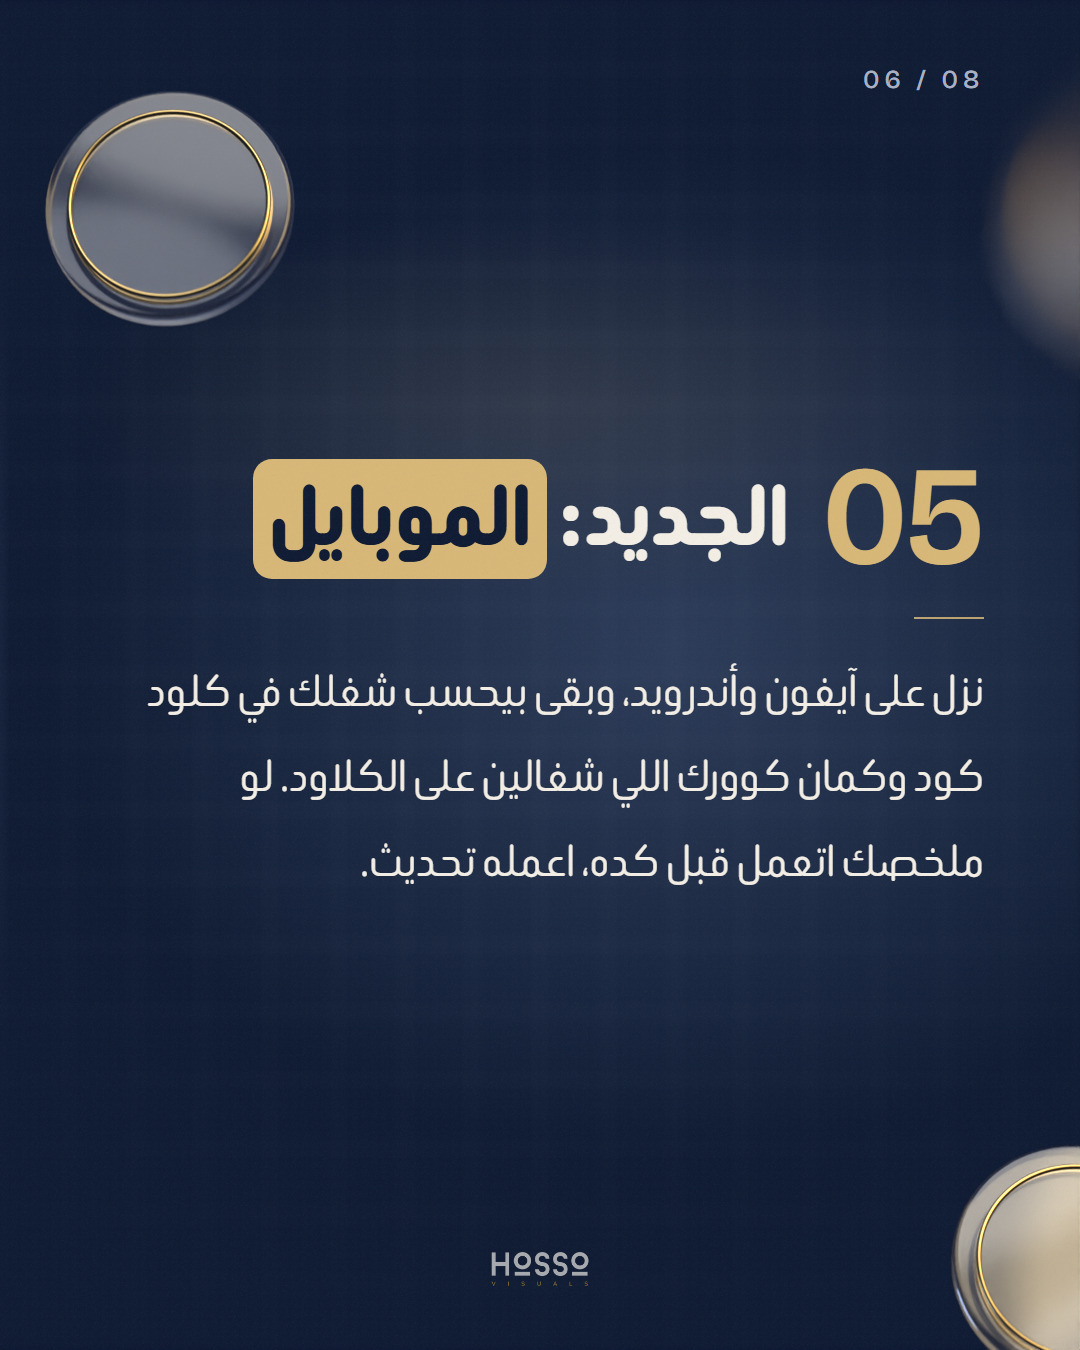 06 / 08
05 الجديد: الموبايل
نزل على آيفون وأندرويد، وبقى بيحسب شغلك في كلود
كود وكمان كوورك اللي شغالين على الكلاود. لو
ملخصك اتعمل قبل كده، اعمله تحديث.
HOSSO
VISUALS